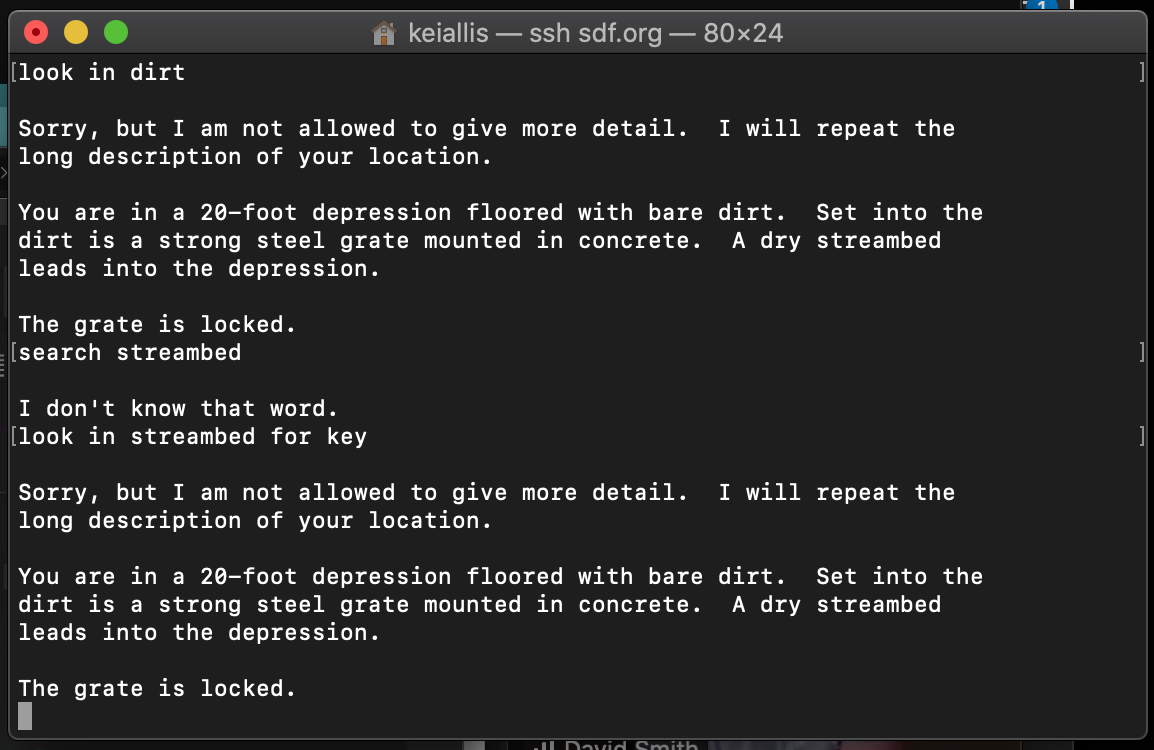 1
keiallis — ssh sdf.org — 80×24
[look in dirt ]
Sorry, but I am not allowed to give more detail.  I will repeat the
long description of your location.
You are in a 20-foot depression floored with bare dirt.  Set into the
dirt is a strong steel grate mounted in concrete.  A dry streambed
leads into the depression.
The grate is locked.
[search streambed ]
I don't know that word.
[look in streambed for key ]
Sorry, but I am not allowed to give more detail.  I will repeat the
long description of your location.
You are in a 20-foot depression floored with bare dirt.  Set into the
dirt is a strong steel grate mounted in concrete.  A dry streambed
leads into the depression.
The grate is locked.
David Smith